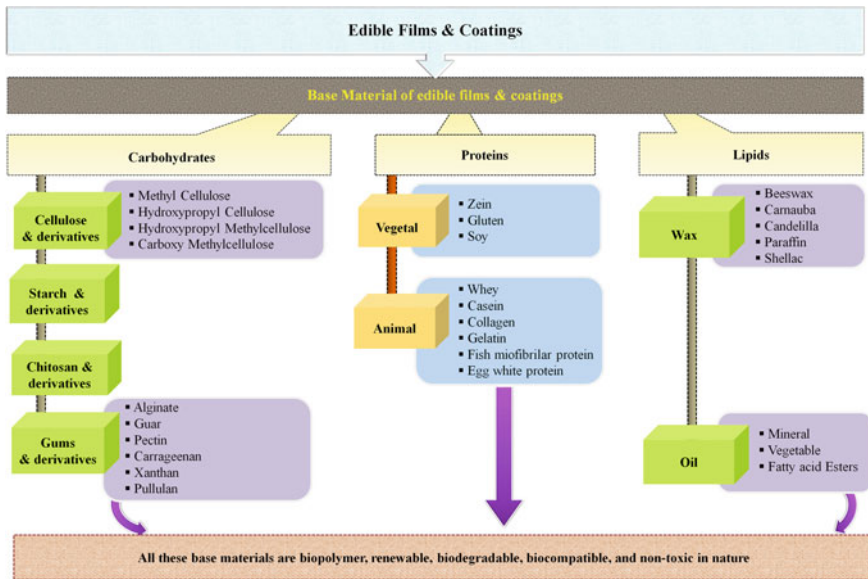 Edible Films & Coatings
Base Material of edible films & coatings
Carbohydrates
Cellulose
& derivatives
▪ Methyl Cellulose
▪ Hydroxypropyl Cellulose
▪ Hydroxypropyl Methylcellulose
▪ Carboxy Methylcellulose
Starch &
derivatives
Chitosan &
derivatives
Gums
& derivatives
▪ Alginate
▪ Guar
▪ Pectin
▪ Carrageenan
▪ Xanthan
▪ Pullulan
Proteins
Vegetal
▪ Zein
▪ Gluten
▪ Soy
Animal
▪ Whey
▪ Casein
▪ Collagen
▪ Gelatin
▪ Fish miofibrilar protein
▪ Egg white protein
Lipids
Wax
▪ Beeswax
▪ Carnauba
▪ Candelilla
▪ Paraffin
▪ Shellac
Oil
▪ Mineral
▪ Vegetable
▪ Fatty acid Esters
All these base materials are biopolymer, renewable, biodegradable, biocompatible, and non-toxic in nature